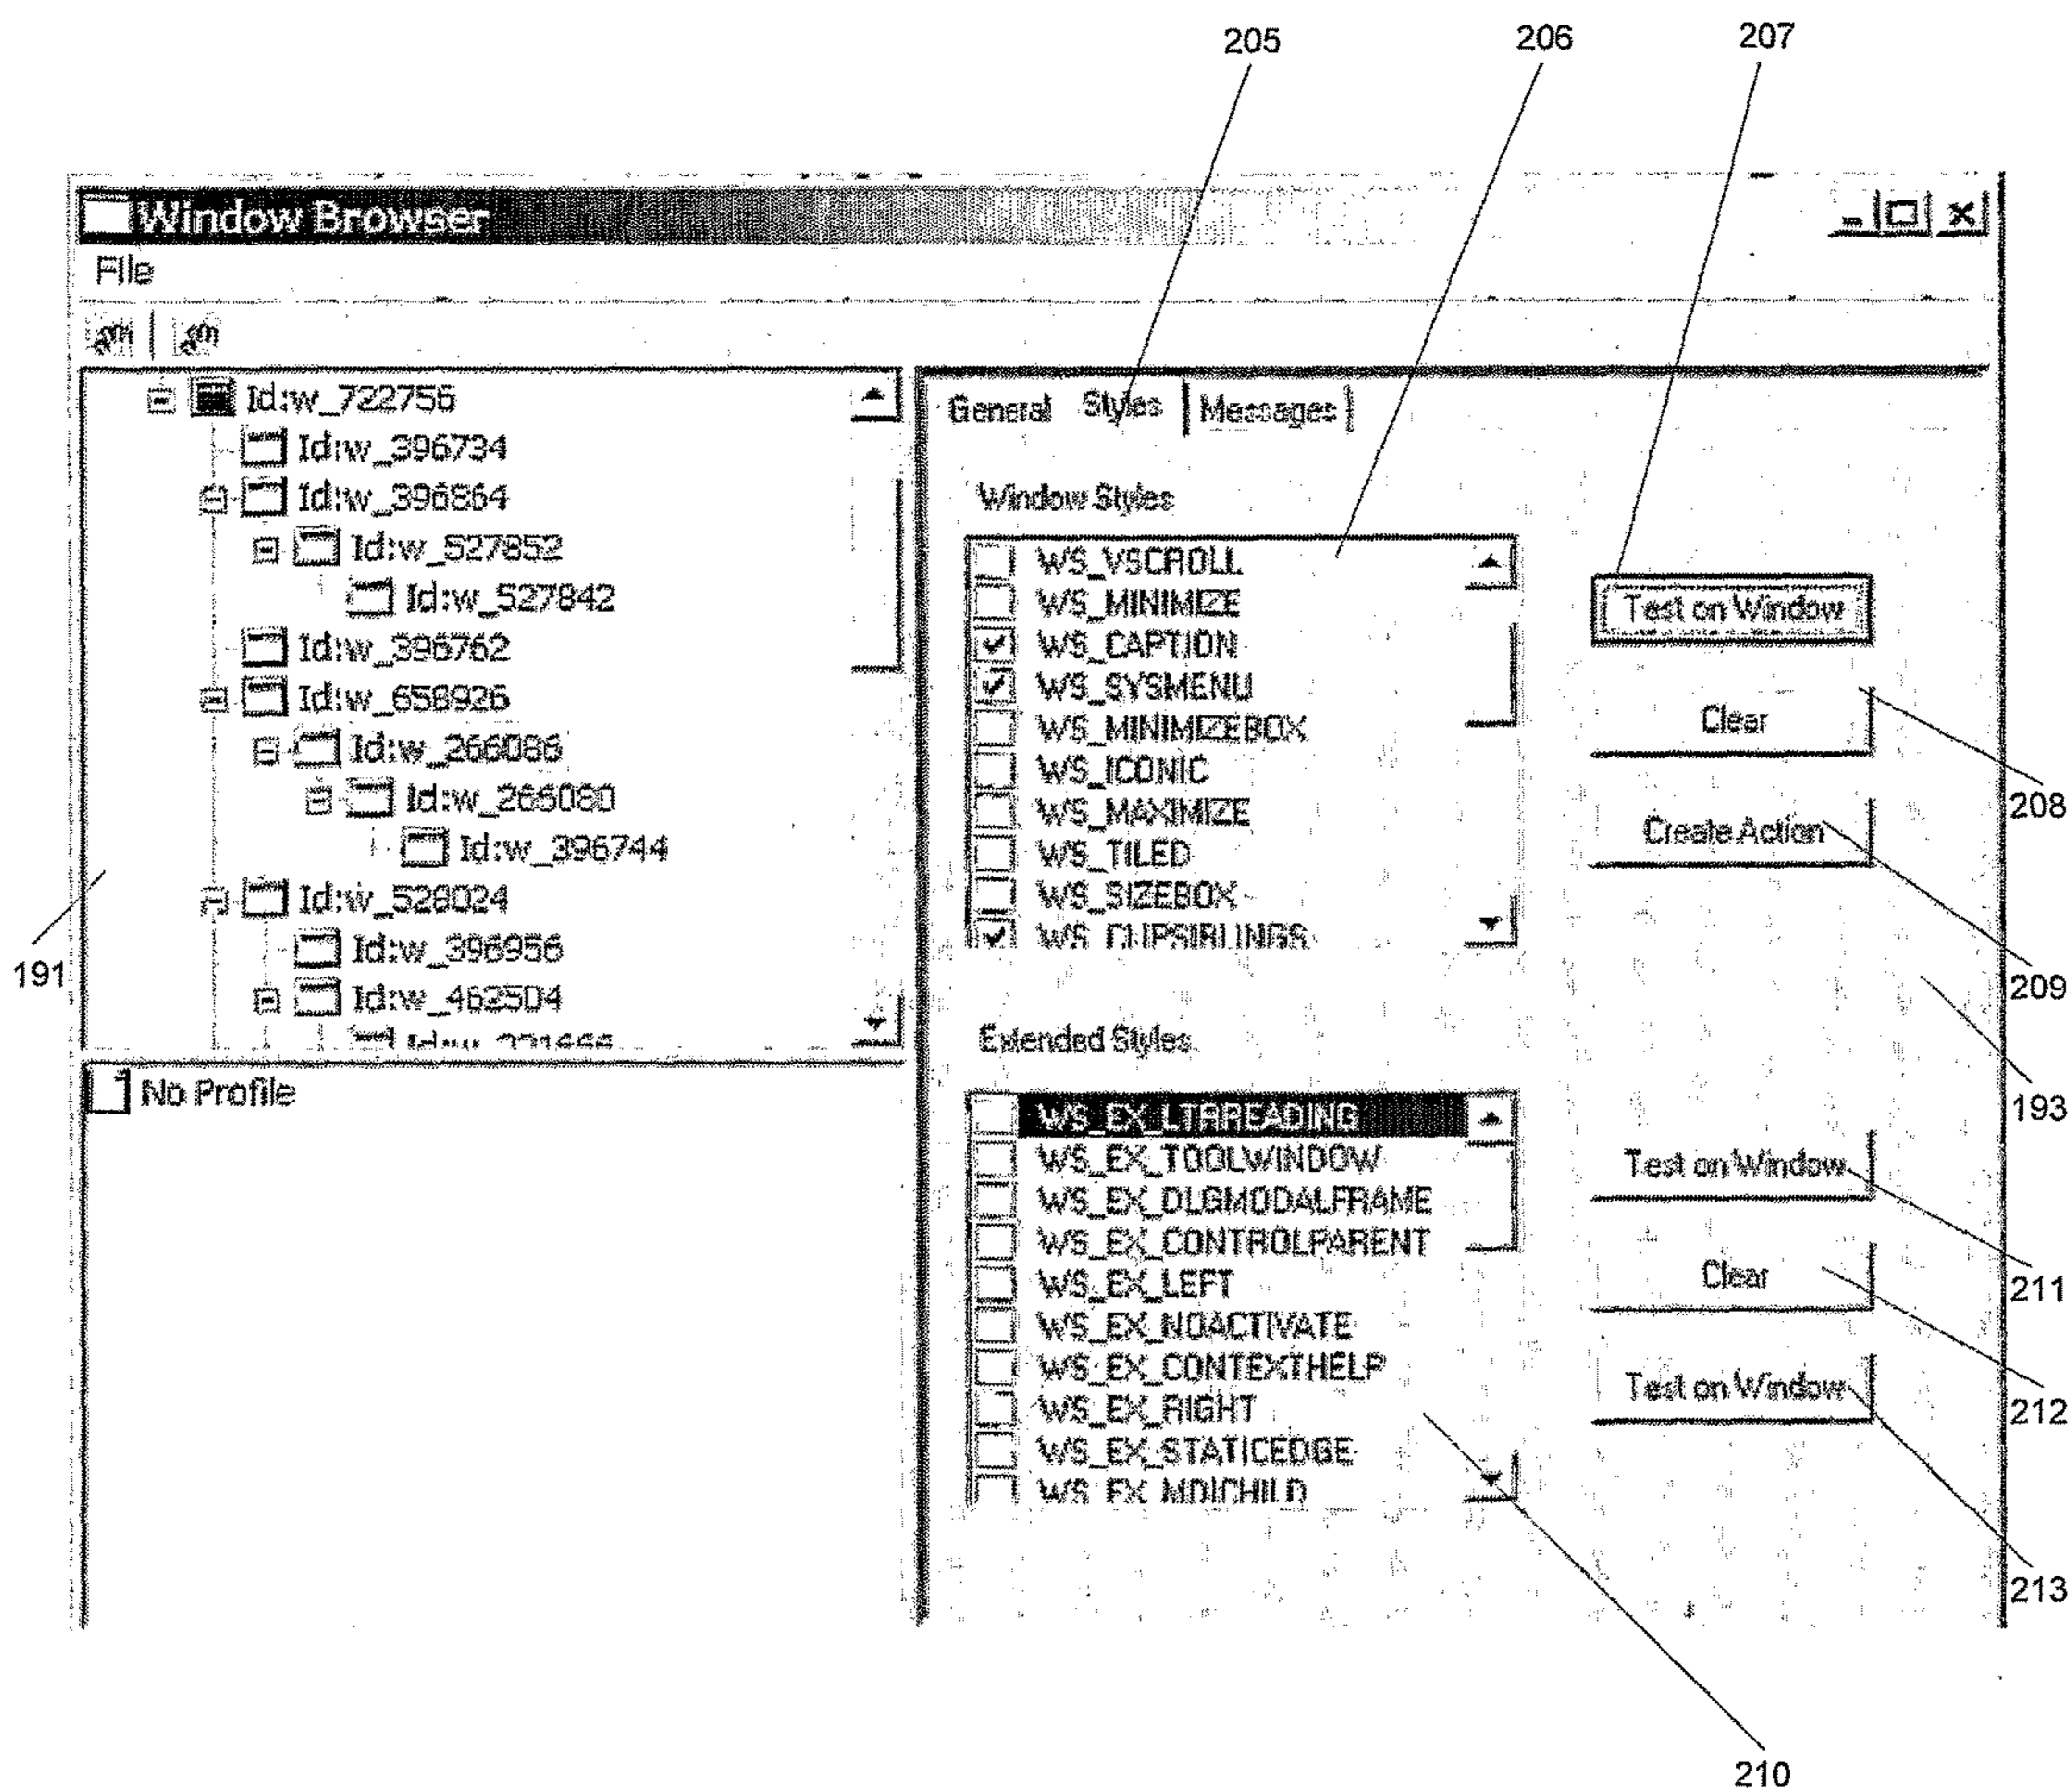 205 206 207
Window Browser
File
Id:w_722756
Id:w_396734
Id:w_396864
Id:w_527852
Id:w_527842
Id:w_396762
Id:w_658926
Id:w_266086
Id:w_266080
Id:w_396744
Id:w_528024
Id:w_396956
Id:w_462504
191
No Profile
General Styles Messages
Window Styles
WS_VSCROLL
WS_MINIMIZE
WS_CAPTION
WS_SYSMENU
WS_MINIMIZEBOX
WS_ICONIC
WS_MAXIMIZE
WS_TILED
WS_SIZEBOX
WS_CLIPSIBLINGS
Test on Window
Clear
Create Action
208
209
193
Extended Styles
WS_EX_LTRREADING
WS_EX_TOOLWINDOW
WS_EX_DLGMODALFRAME
WS_EX_CONTROLPARENT
WS_EX_LEFT
WS_EX_NOACTIVATE
WS_EX_CONTEXTHELP
WS_EX_RIGHT
WS_EX_STATICEDGE
WS_EX_MDICHILD
Test on Window
Clear
Test on Window
211
212
213
210